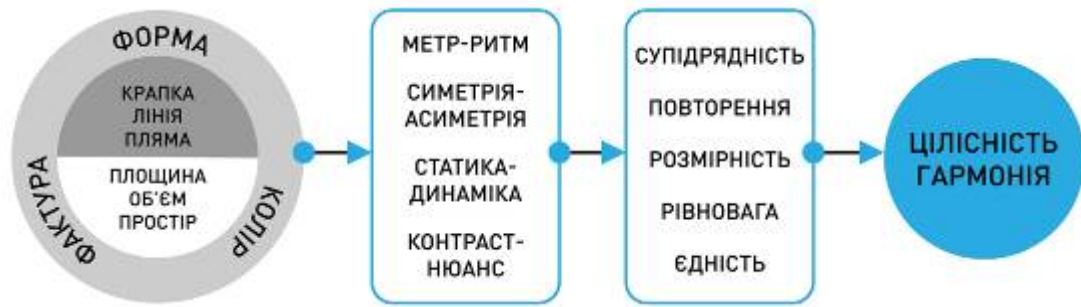 ФОРМА
ФАКТУРА
КОЛІР
КРАПКА
ЛІНІЯ
ПЛЯМА
ПЛОЩИНА
ОБ'ЄМ
ПРОСТІР
МЕТР-РИТМ
СИМЕТРІЯ-
АСИМЕТРІЯ
СТАТИКА-
ДИНАМІКА
КОНТРАСТ-
НЮАНС
СУПІДРЯДНІСТЬ
ПОВТОРЕННЯ
РОЗМІРНІСТЬ
РІВНОВАГА
ЄДНІСТЬ
ЦІЛІСНІСТЬ
ГАРМОНІЯ